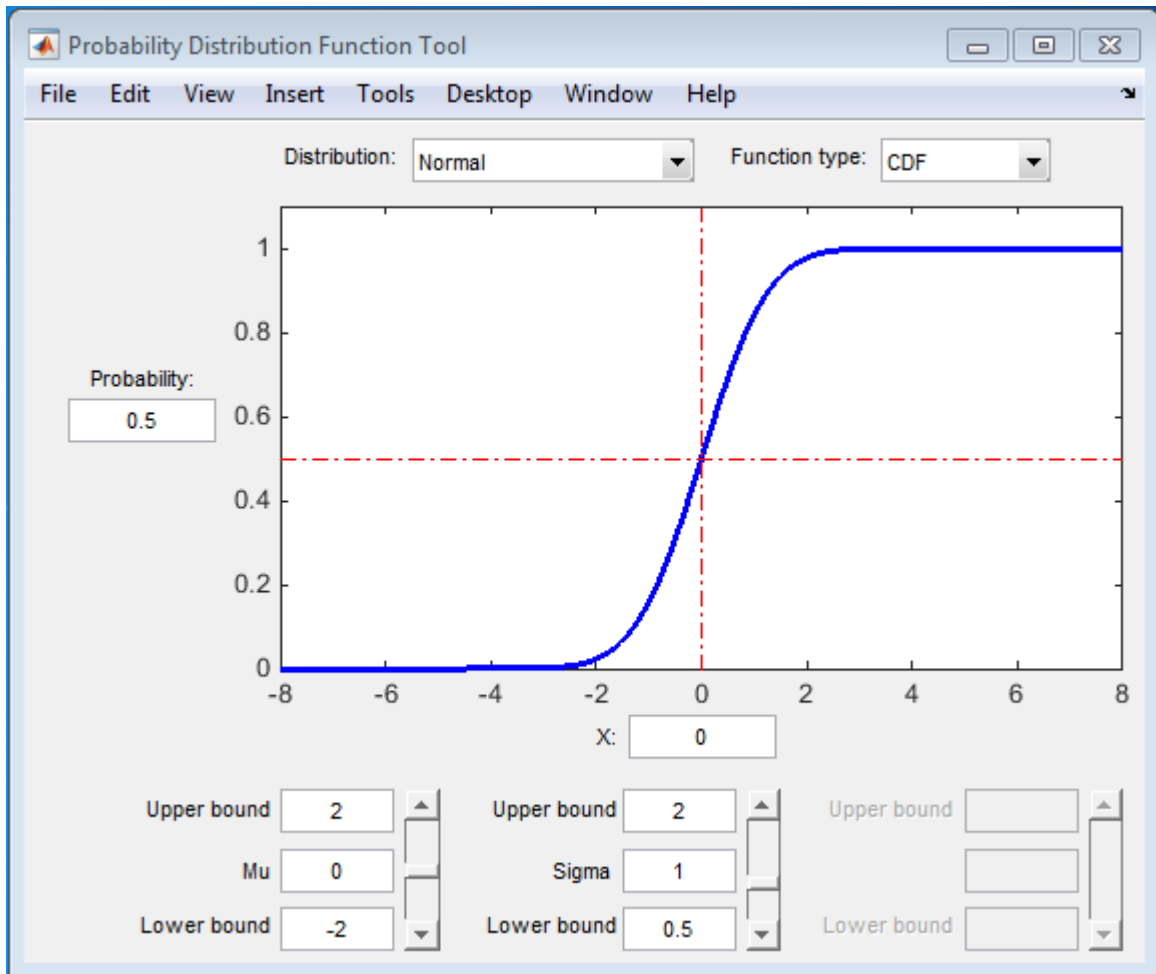 Probability Distribution Function Tool
File Edit View Insert Tools Desktop Window Help
Distribution: Normal Function type: CDF
1
0.8
Probability:
0.6
0.5
0.4
0.2
0
-8 -6 -4 -2 0 2 4 6 8
X: 0
Upper bound 2 Upper bound 2 Upper bound
Mu 0 Sigma 1
Lower bound -2 Lower bound 0.5 Lower bound